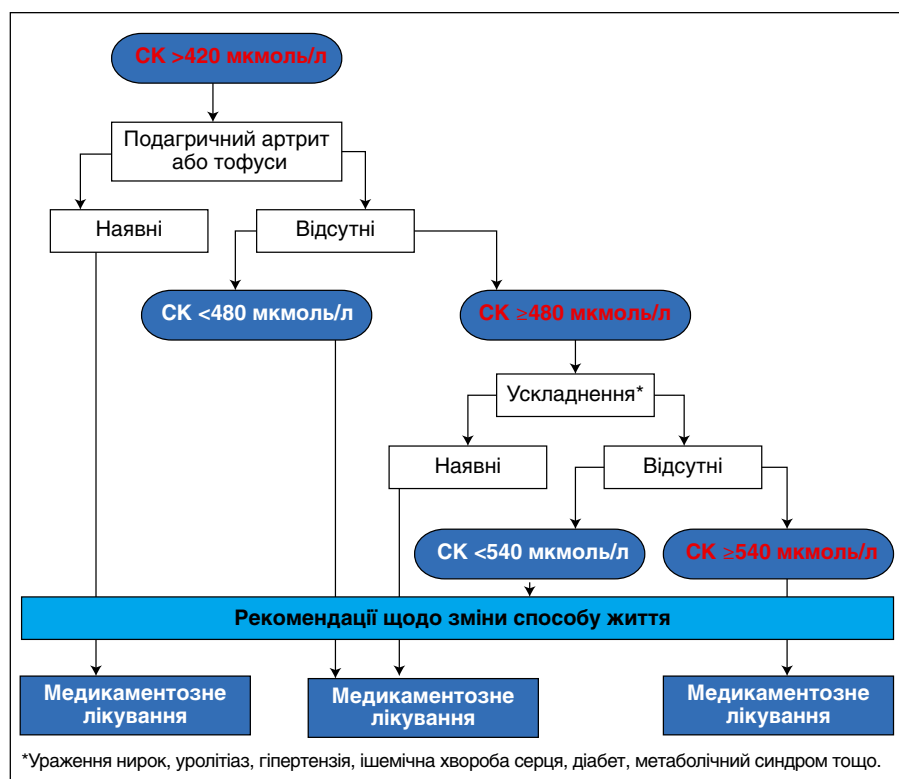 СК >420 мкмоль/л
Подагричний артрит
або тофуси
Наявні
Відсутні
СК <480 мкмоль/л
СК ≥480 мкмоль/л
Ускладнення*
Наявні
Відсутні
СК <540 мкмоль/л
СК ≥540 мкмоль/л
Рекомендації щодо зміни способу життя
Медикаментозне
лікування
Медикаментозне
лікування
Медикаментозне
лікування
*Ураження нирок, уролітіаз, гіпертензія, ішемічна хвороба серця, діабет, метаболічний синдром тощо.